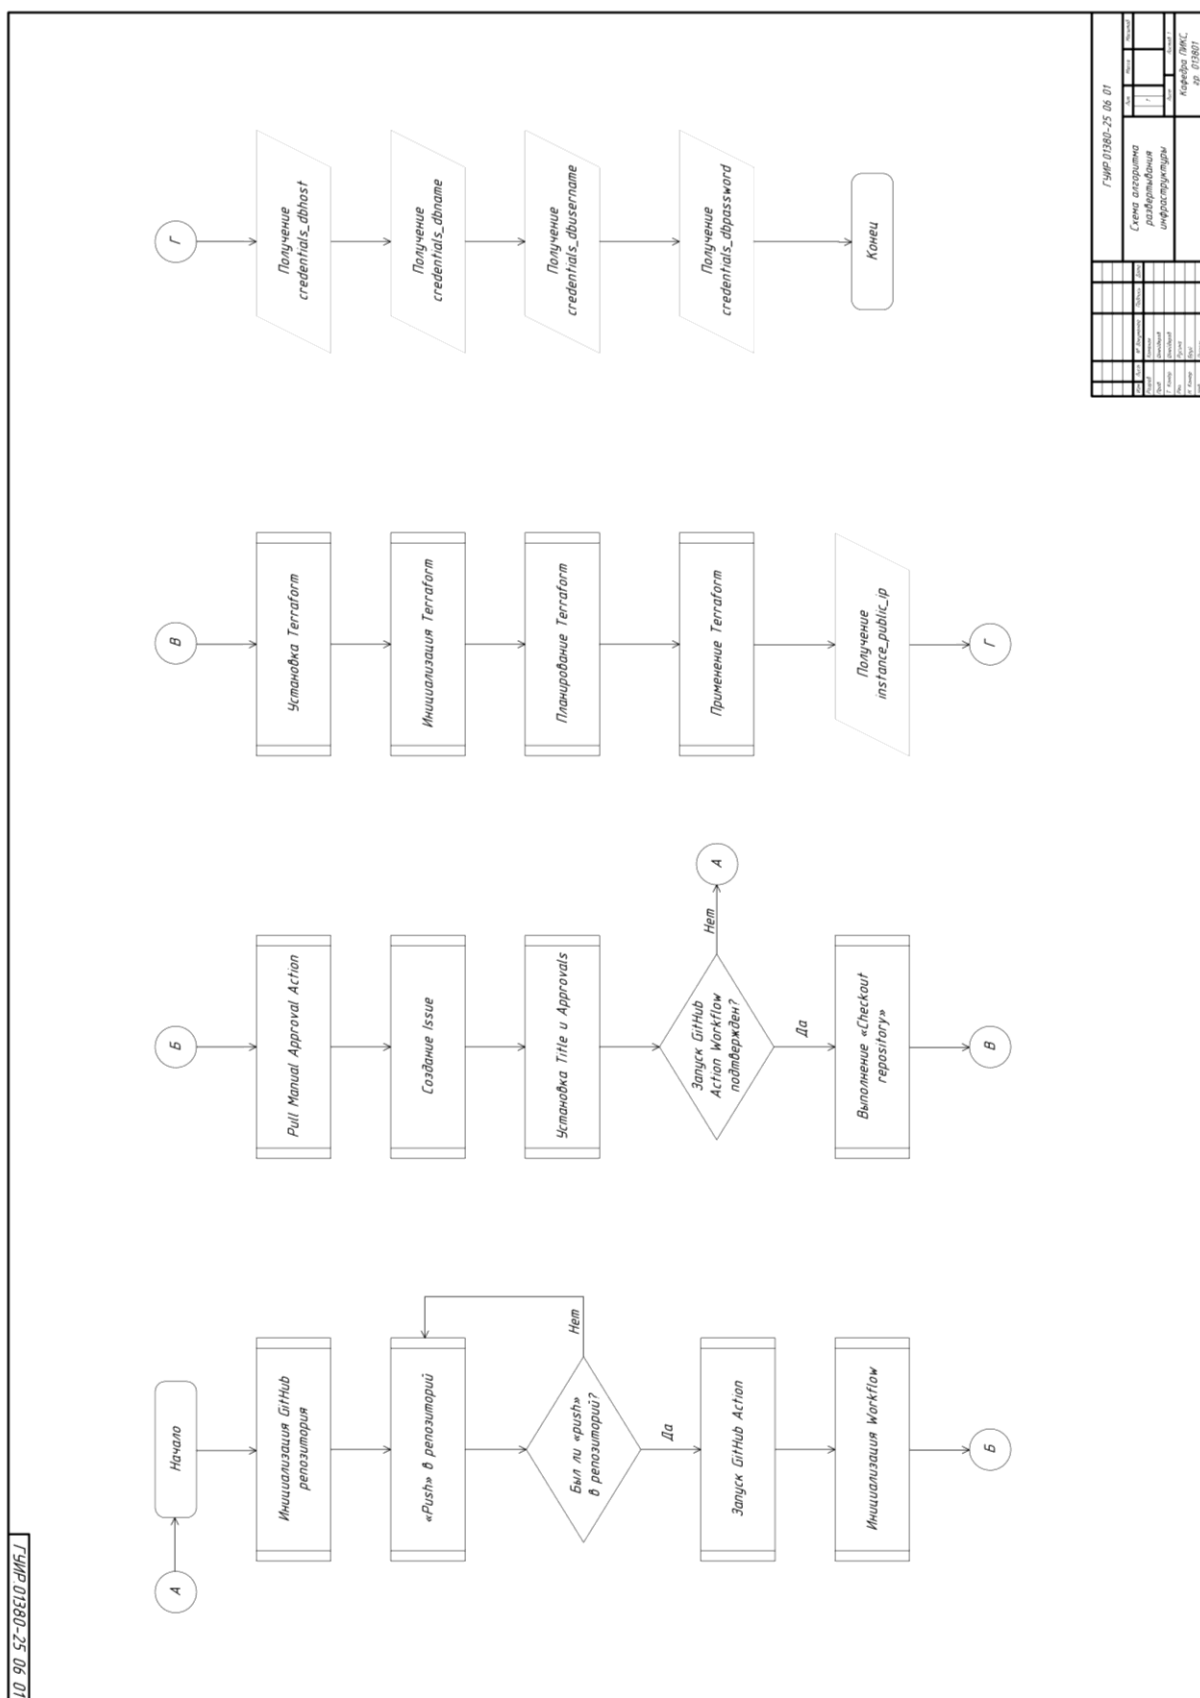 ГУИР 01380-25 06 01
А
Начало
Инициализация GitHub
репозитория
«Push» в репозиторий
Был ли «push»
в репозиторий?
Нет
Да
Запуск GitHub Action
Инициализация Workflow
Б
Б
Pull Manual Approval Action
Создание Issue
Установка Title и Approvals
Запуск GitHub
Action Workflow
подтвержден?
Нет
А
Да
Выполнение «Checkout
repository»
В
В
Установка Terraform
Инициализация Terraform
Планирование Terraform
Применение Terraform
Получение
instance_public_ip
Г
Г
Получение
credentials_dbhost
Получение
credentials_dbname
Получение
credentials_dbusername
Получение
credentials_dbpassword
Конец
ГУИР 01380-25 06 01
Схема алгоритма
развертывания
инфраструктуры
Кафедра ПИКС,
гр. 013801